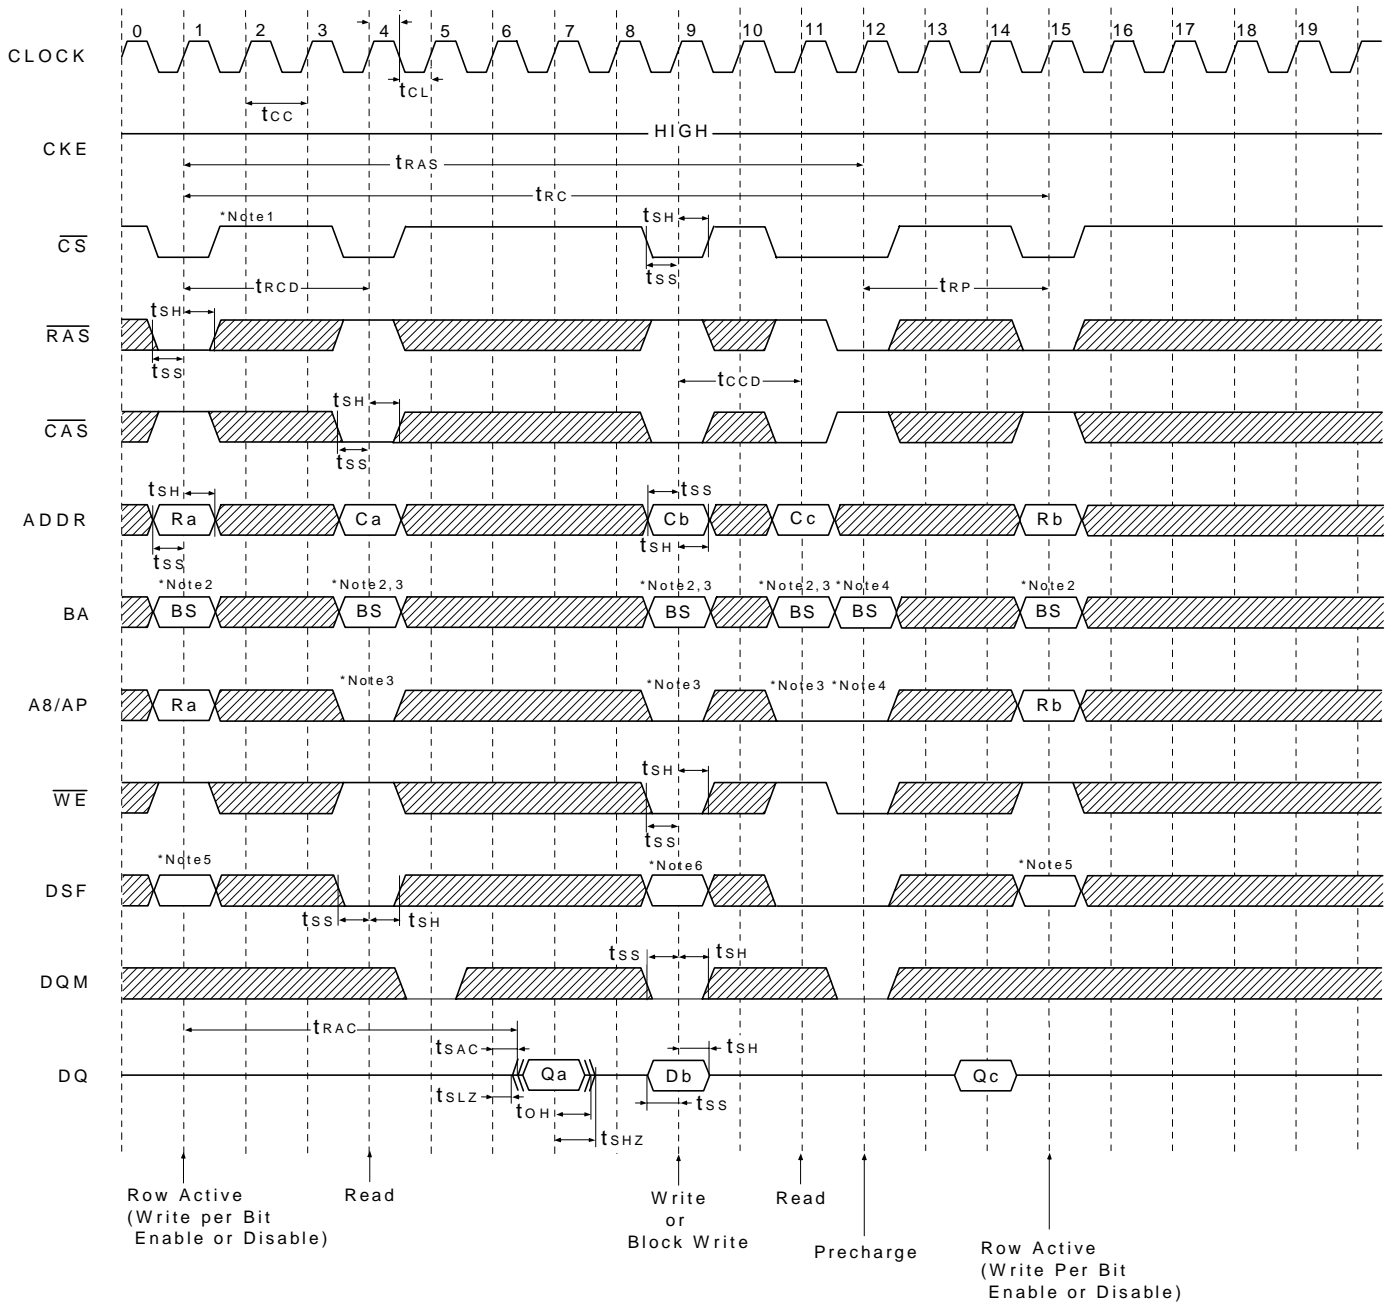 0 1 2 3 4 5 6 7 8 9 10 11 12 13 14 15 16 17 18 19
CLOCK
tCL
tCC
HIGH
CKE
tRAS
tRC
*Note1
tSH
CS
tSS
tRCD
tRP
tSH
RAS
tSS
tCCD
tSH
CAS
tSS
tSH
tSS
ADDR Ra Ca Cb Cc Rb
tSH
tSS
*Note2 *Note2,3 *Note2,3 *Note2,3 *Note4 *Note2
BA BS BS BS BS BS BS
*Note3 *Note3 *Note3 *Note4
A8/AP Ra Rb
tSH
WE
tSS
*Note5 *Note6 *Note5
DSF
tSS tSH
tSS tSH
DQM
tRAC
tSAC tSH
DQ Qa Db Qc
tSLZ tOH tSS
tSHZ
Row Active
(Write per Bit
Enable or Disable)
Read
Write
or
Block Write
Read
Precharge
Row Active
(Write Per Bit
Enable or Disable)